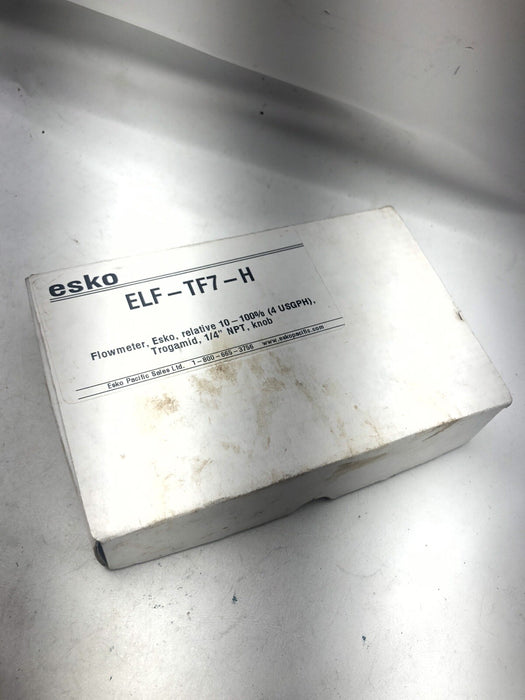 esko
ELF-TF7-H
Flowmeter, Esko, relative 10-100% (4 USGPH),
Trogamid, 1/4" NPT, knob
Esko Pacific Sales Ltd. 1-800-665-3756 www.eskopacific.com